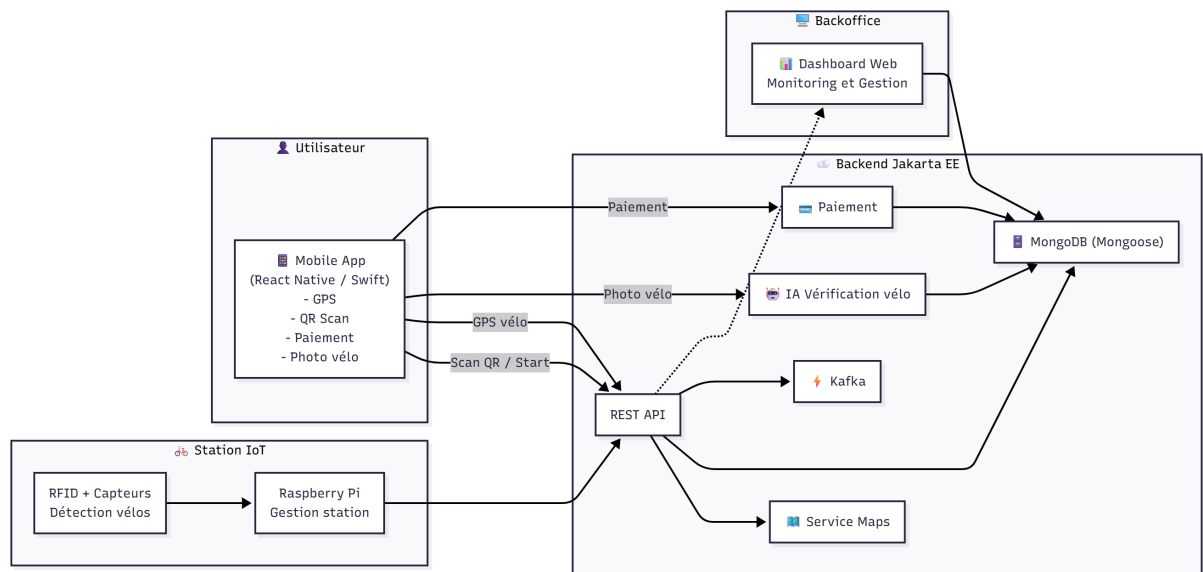 Backoffice
Dashboard Web
Monitoring et Gestion
Utilisateur
Mobile App
(React Native / Swift)
- GPS
- QR Scan
- Paiement
- Photo vélo
Paiement
Photo vélo
GPS vélo
Scan QR / Start
Backend Jakarta EE
Paiement
MongoDB (Mongoose)
IA Vérification vélo
Kafka
REST API
Service Maps
Station IoT
RFID + Capteurs
Détection vélos
Raspberry Pi
Gestion station